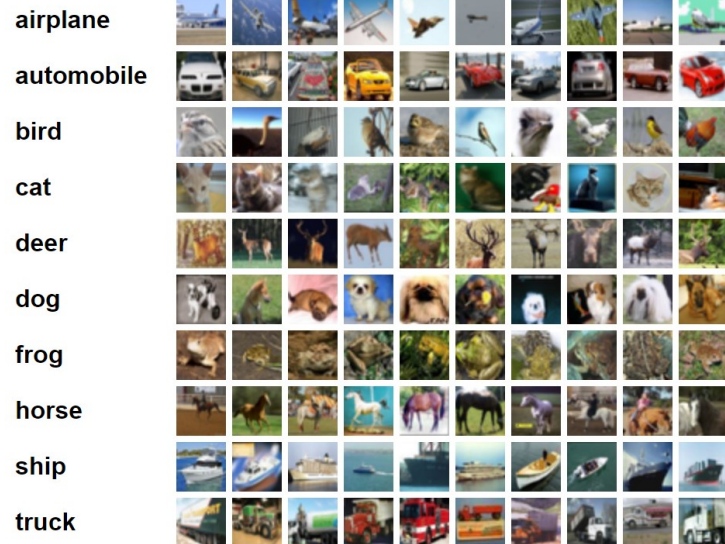 airplane
automobile
bird
cat
deer
dog
frog
horse
ship
truck